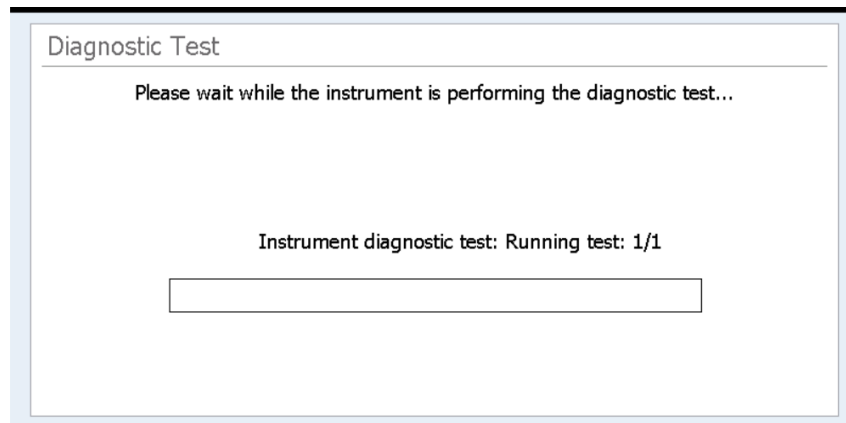 Diagnostic Test
Please wait while the instrument is performing the diagnostic test...
Instrument diagnostic test: Running test: 1/1